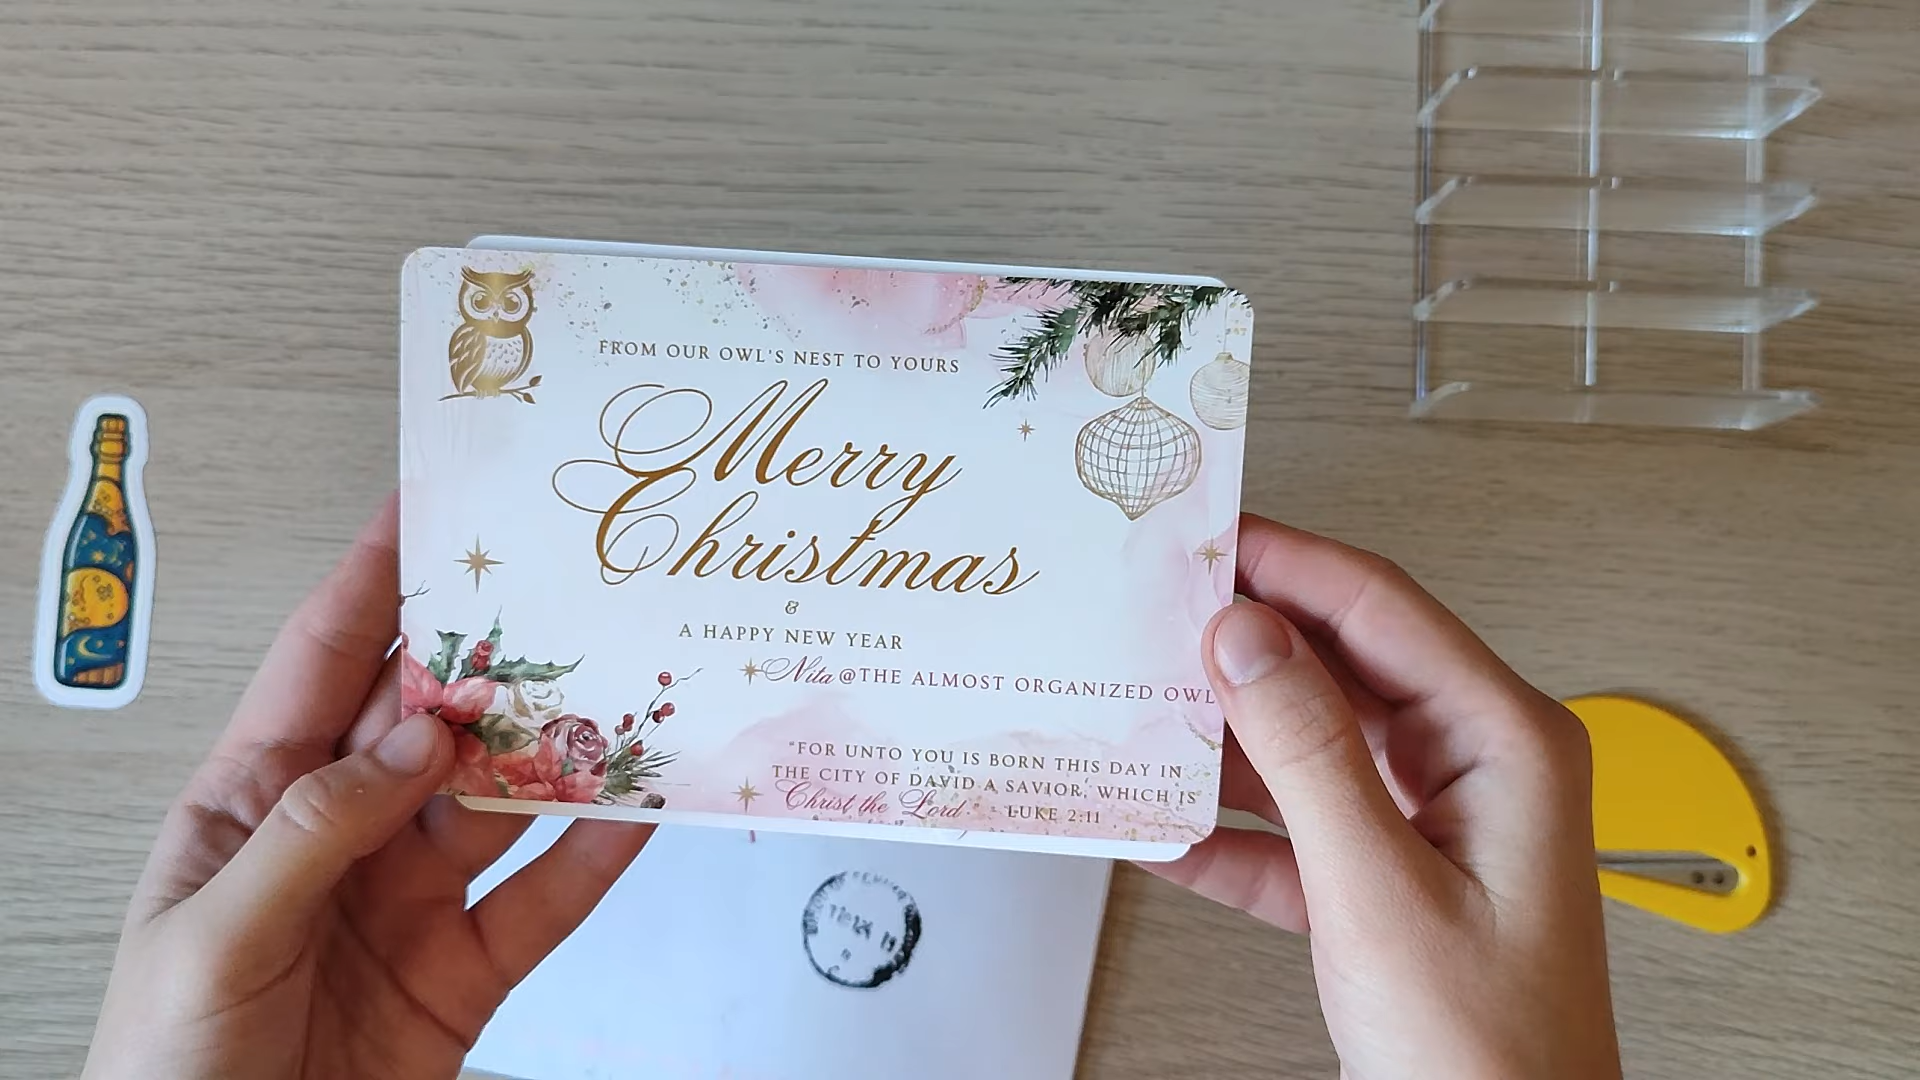 FROM OUR OWL'S NEST TO YOURS
Merry
Christmas
&
A HAPPY NEW YEAR
Nita @THE ALMOST ORGANIZED OWL
"FOR UNTO YOU IS BORN THIS DAY IN
THE CITY OF DAVID A SAVIOR, WHICH IS
Christ the Lord" LUKE 2:11